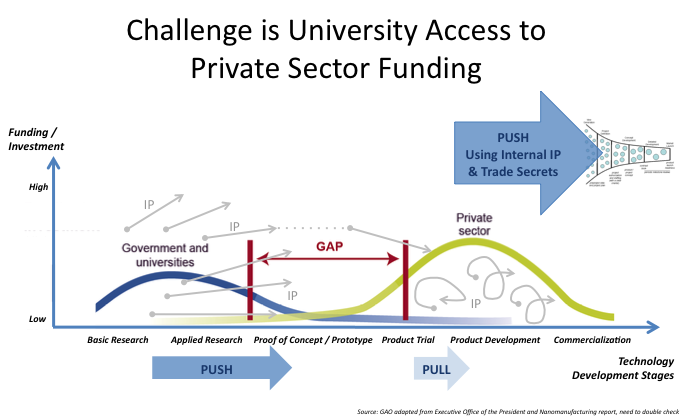 Challenge is University Access to
Private Sector Funding
Funding /
Investment
High
Low
PUSH
Using Internal IP
& Trade Secrets
IP
IP
Government and
universities
GAP
Private
sector
IP
IP
Basic Research
Applied Research
Proof of Concept / Prototype
Product Trial
Product Development
Commercialization
PUSH
PULL
Technology
Development Stages
Source: GAO adapted from Executive Office of the President and Nanomanufacturing report, need to double check